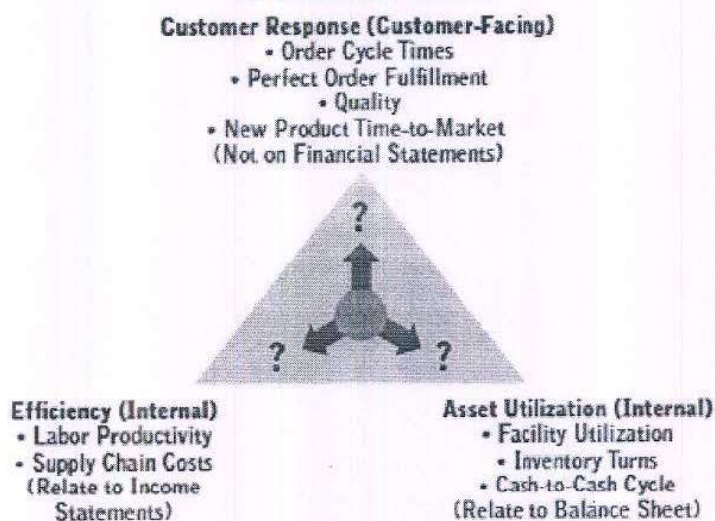 Customer Response (Customer-Facing)
• Order Cycle Times
• Perfect Order Fulfillment
• Quality
• New Product Time-to-Market
(Not on Financial Statements)
?
? ?
Efficiency (Internal)
• Labor Productivity
• Supply Chain Costs
(Relate to Income
Statements)
Asset Utilization (Internal)
• Facility Utilization
• Inventory Turns
• Cash-to-Cash Cycle
(Relate to Balance Sheet)